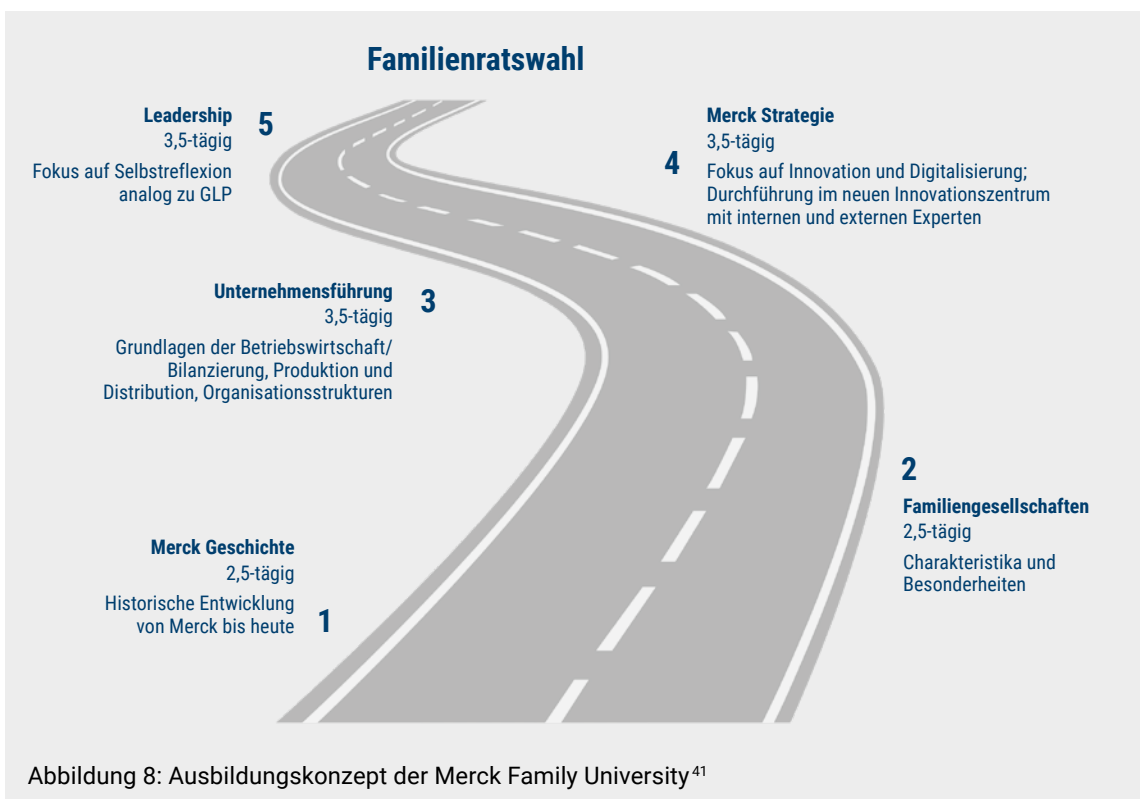 Familienratswahl
Leadership
3,5-tägig
Fokus auf Selbstreflexion
analog zu GLP
5
Merck Strategie
3,5-tägig
4
Fokus auf Innovation und Digitalisierung;
Durchführung im neuen Innovationszentrum
mit internen und externen Experten
Unternehmensführung
3,5-tägig
3
Grundlagen der Betriebswirtschaft/
Bilanzierung, Produktion und
Distribution, Organisationsstrukturen
2
Familiengesellschaften
2,5-tägig
Charakteristika und
Besonderheiten
Merck Geschichte
2,5-tägig
Historische Entwicklung
von Merck bis heute
1
Abbildung 8: Ausbildungskonzept der Merck Family University⁴¹